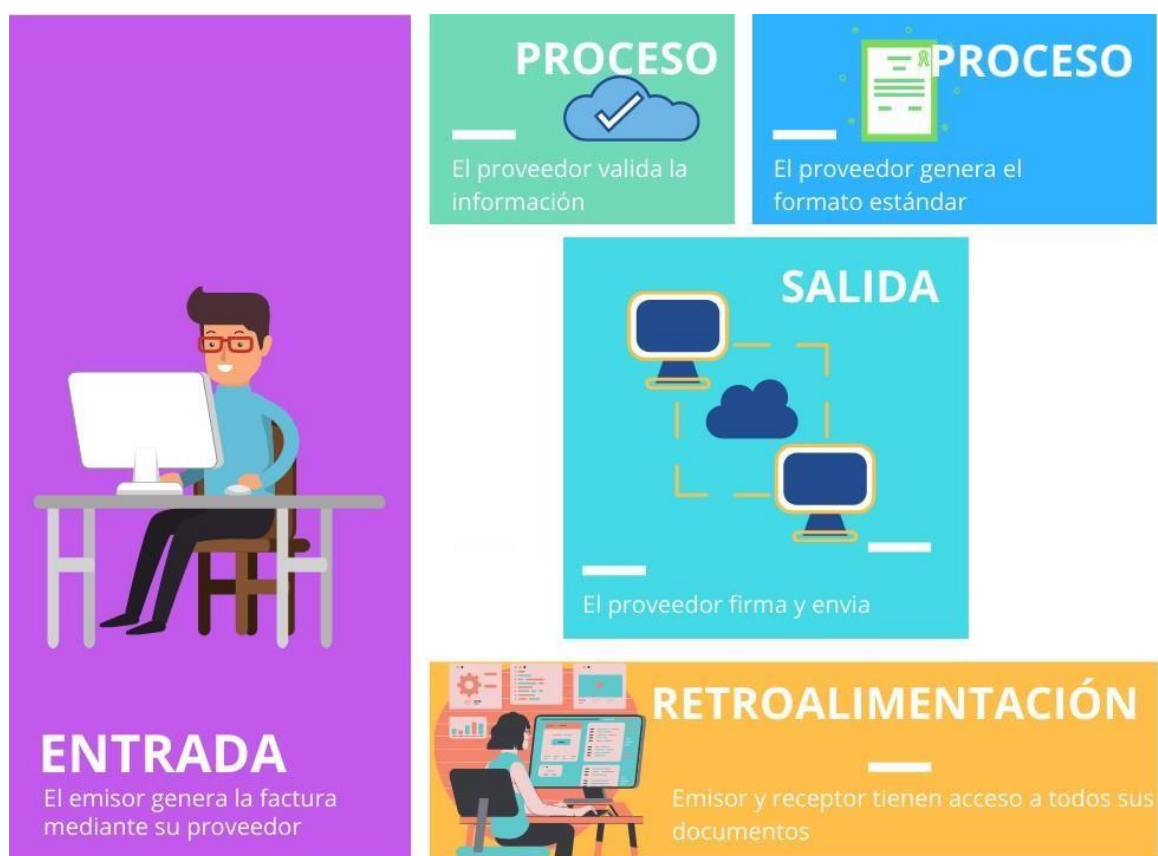 ENTRADA
El emisor genera la factura
mediante su proveedor
PROCESO
El proveedor valida la
información
PROCESO
El proveedor genera el
formato estándar
SALIDA
El proveedor firma y envia
RETROALIMENTACIÓN
Emisor y receptor tienen acceso a todos sus
documentos